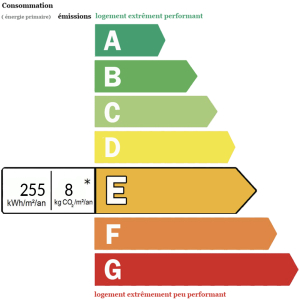 Consommation
( énergie primaire) émissions logement extrêmement performant
A
B
C
D
255 8 * E
kWh/m²/an kg CO₂/m²/an
F
G
logement extrêmement peu performant